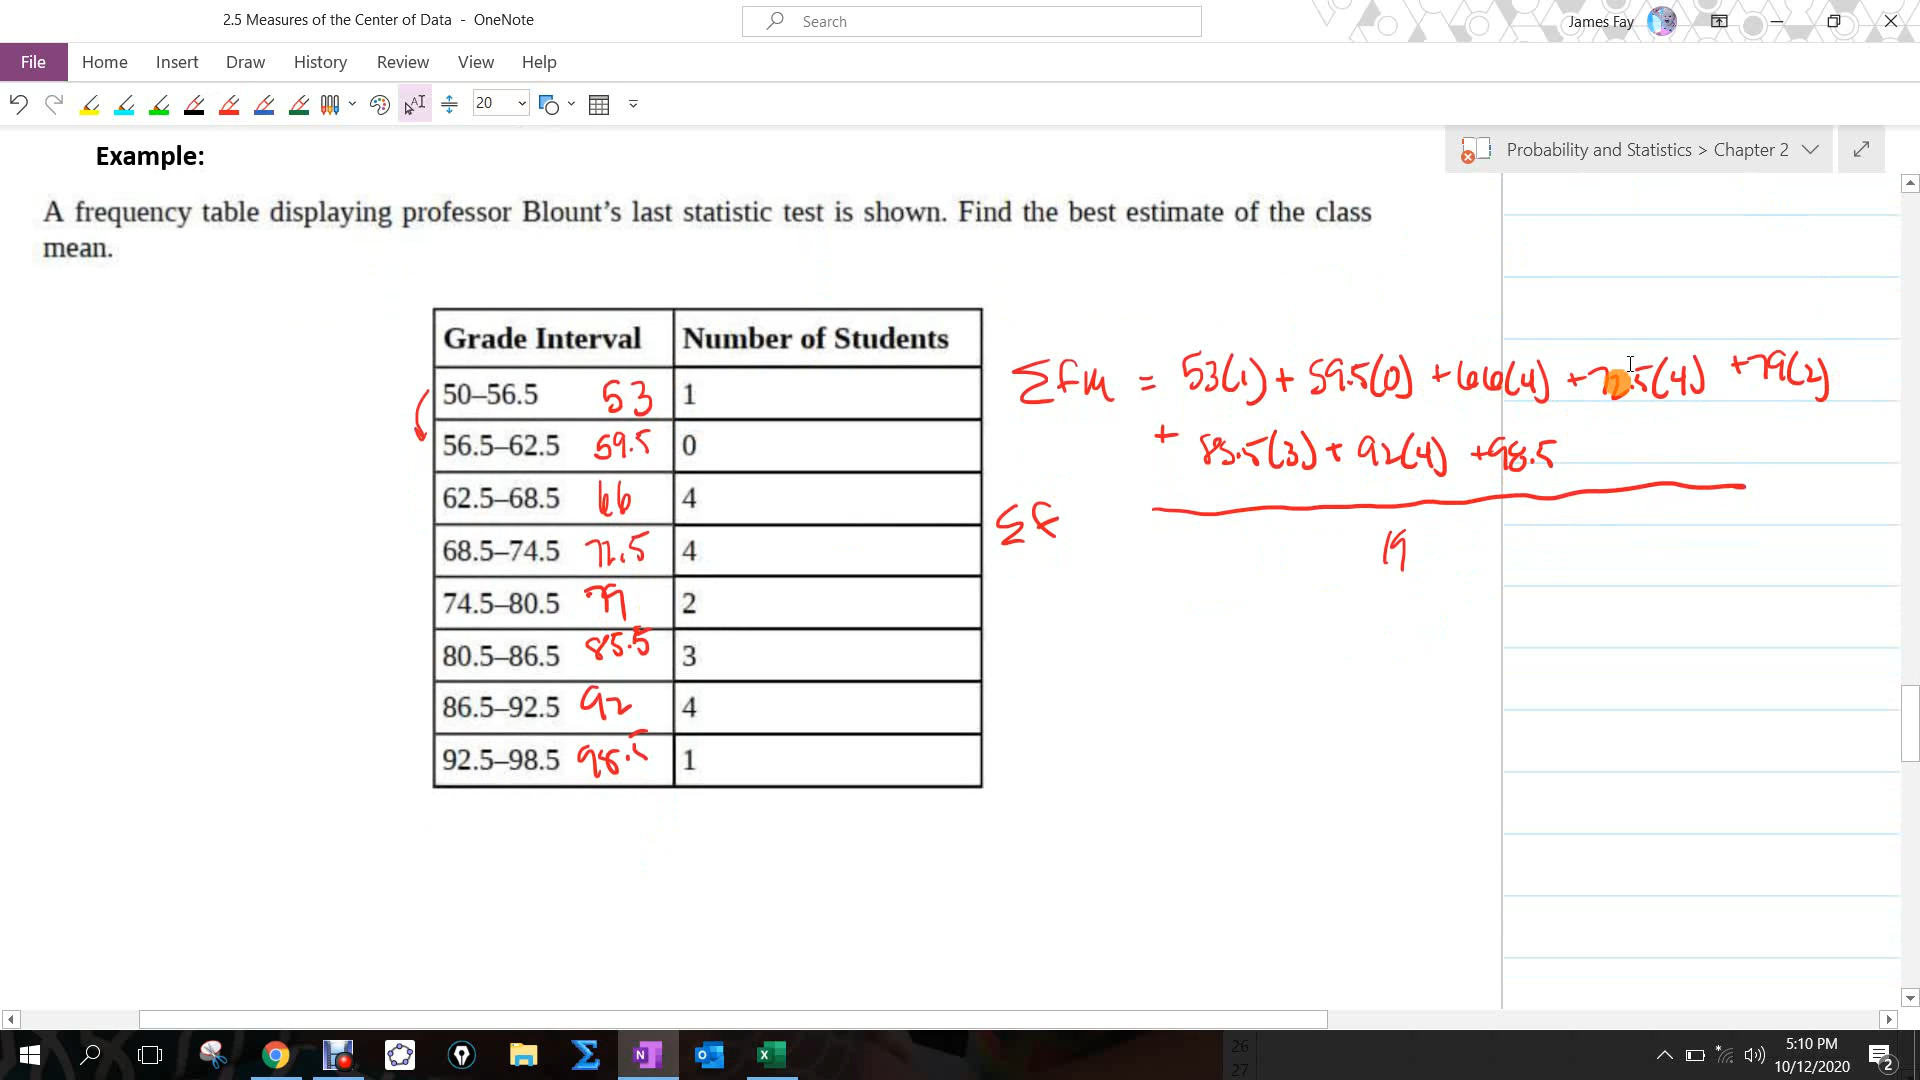 2.5 Measures of the Center of Data - OneNote
Search
James Fay
File Home Insert Draw History Review View Help
20
Example:
Probability and Statistics > Chapter 2
A frequency table displaying professor Blount's last statistic test is shown. Find the best estimate of the class
mean.
Grade Interval Number of Students
50–56.5 53 1
56.5–62.5 59.5 0
62.5–68.5 66 4
68.5–74.5 72.5 4
74.5–80.5 79 2
80.5–86.5 85.5 3
86.5–92.5 92 4
92.5–98.5 98.5 1
Σfm = 53(1) + 59.5(0) + 66(4) + 72.5(4) + 79(2)
+ 85.5(3) + 92(4) + 98.5
Σf
19
26
27
5:10 PM
10/12/2020
2